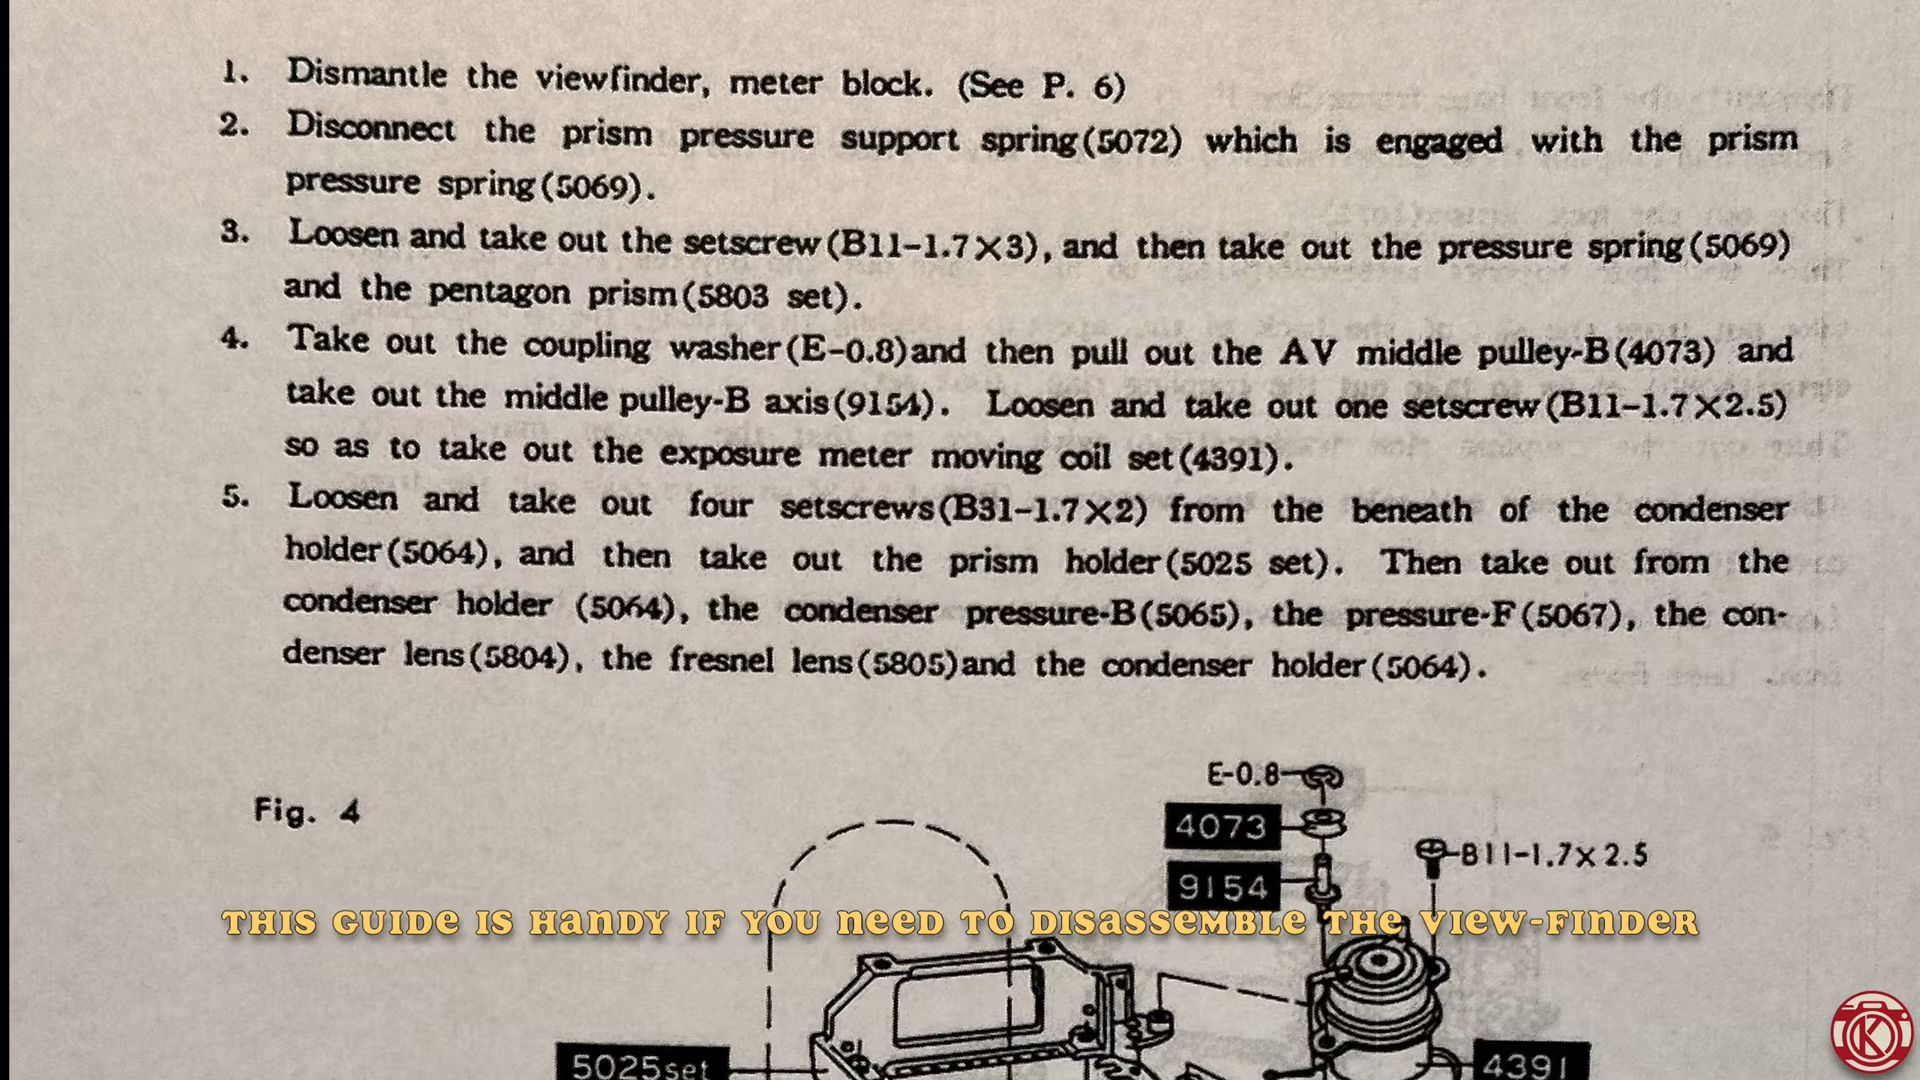 1. Dismantle the viewfinder, meter block. (See P. 6)
2. Disconnect the prism pressure support spring(5072) which is engaged with the prism
pressure spring(5069).
3. Loosen and take out the setscrew(B11-1.7×3), and then take out the pressure spring(5069)
and the pentagon prism(5803 set).
4. Take out the coupling washer(E-0.8)and then pull out the AV middle pulley-B(4073) and
take out the middle pulley-B axis(9154). Loosen and take out one setscrew(B11-1.7×2.5)
so as to take out the exposure meter moving coil set(4391).
5. Loosen and take out four setscrews(B31-1.7×2) from the beneath of the condenser
holder(5064), and then take out the prism holder(5025 set). Then take out from the
condenser holder (5064), the condenser pressure-B(5065), the pressure-F(5067), the con-
denser lens(5804), the fresnel lens(5805)and the condenser holder(5064).
E-0.8
Fig. 4
4073
B11-1.7×2.5
9154
THIS GUIDE IS HANDY IF YOU NEED TO DISASSEMBLE THE VIEW-FINDER
5025set
4391
K